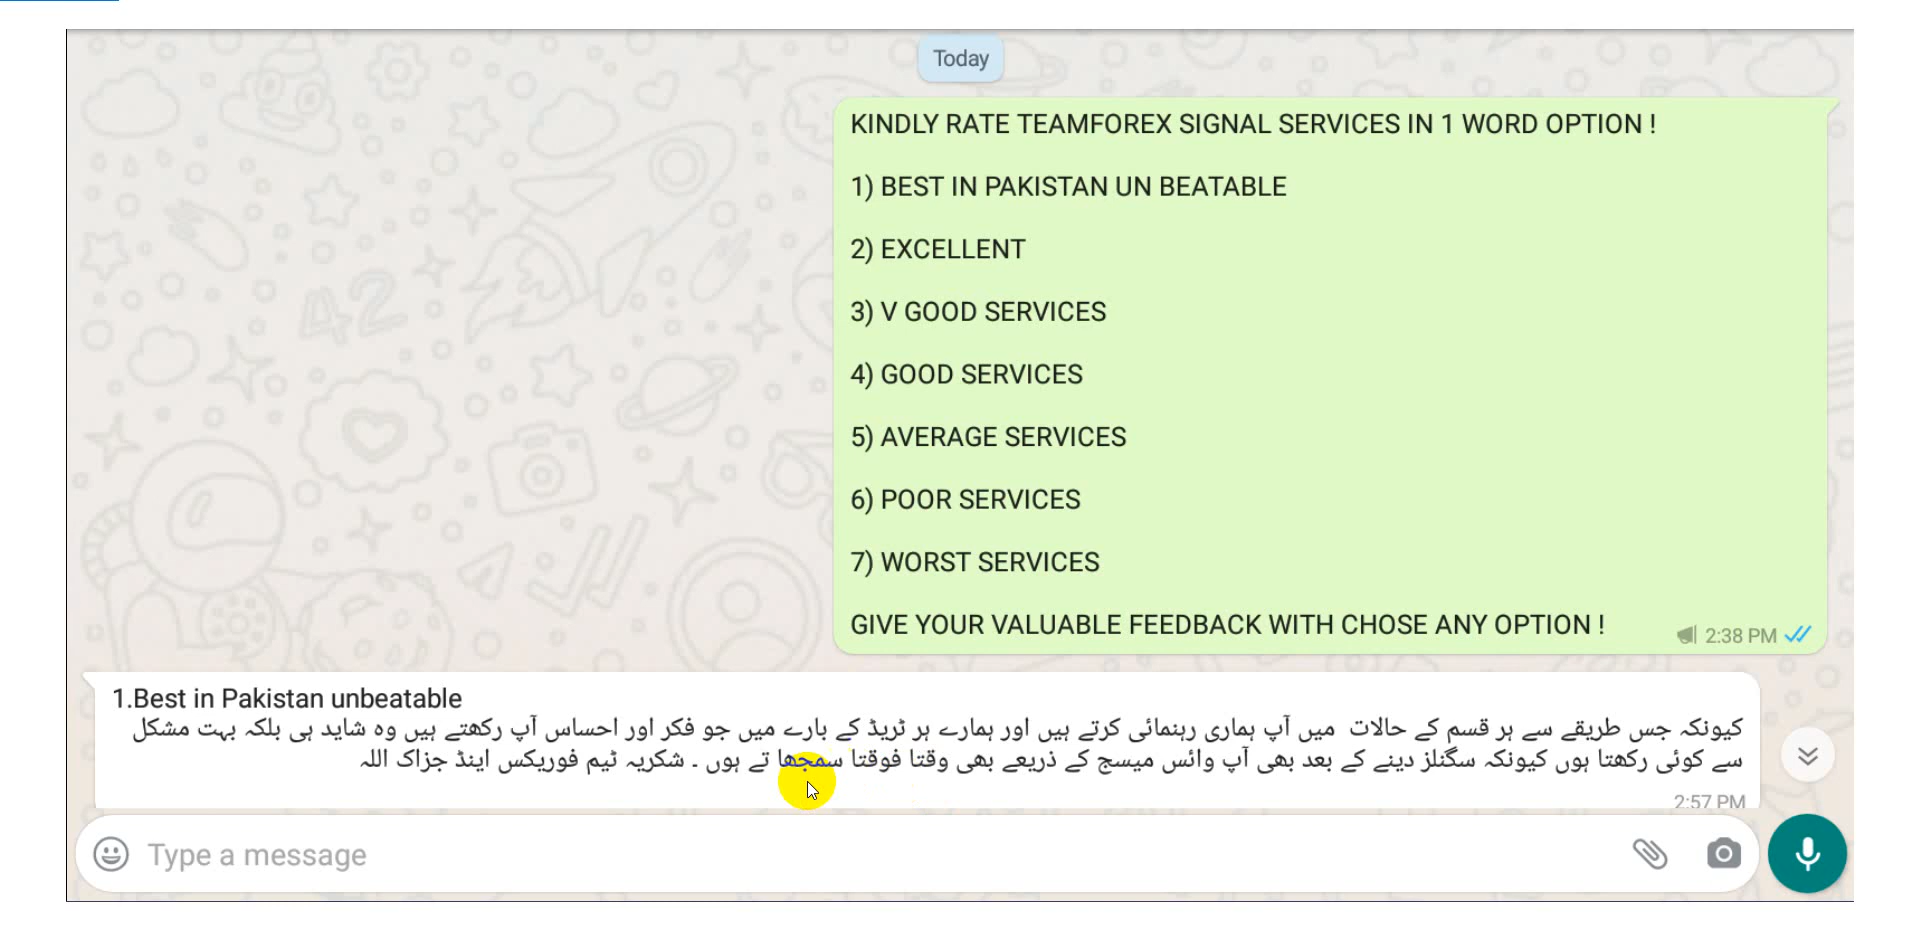 Today
KINDLY RATE TEAMFOREX SIGNAL SERVICES IN 1 WORD OPTION !
1) BEST IN PAKISTAN UN BEATABLE
2) EXCELLENT
3) V GOOD SERVICES
4) GOOD SERVICES
5) AVERAGE SERVICES
6) POOR SERVICES
7) WORST SERVICES
GIVE YOUR VALUABLE FEEDBACK WITH CHOSE ANY OPTION !
2:38 PM
1.Best in Pakistan unbeatable
کیونکہ جس طریقے سے ہر قسم کے حالات میں آپ ہماری رہنمائی کرتے ہیں اور ہمارے ہر ٹریڈ کے بارے میں جو فکر اور احساس آپ رکھتے ہیں وہ شاید ہی بلکہ بہت مشکل
سے کوئی رکھتا ہوں کیونکہ سگنلز دینے کے بعد بھی آپ وائس میسج کے ذریعے بھی وقتا فوقتا سمجھا تے ہوں ۔ شکریہ ٹیم فوریکس اینڈ جزاک اللہ
2:57 PM
Type a message